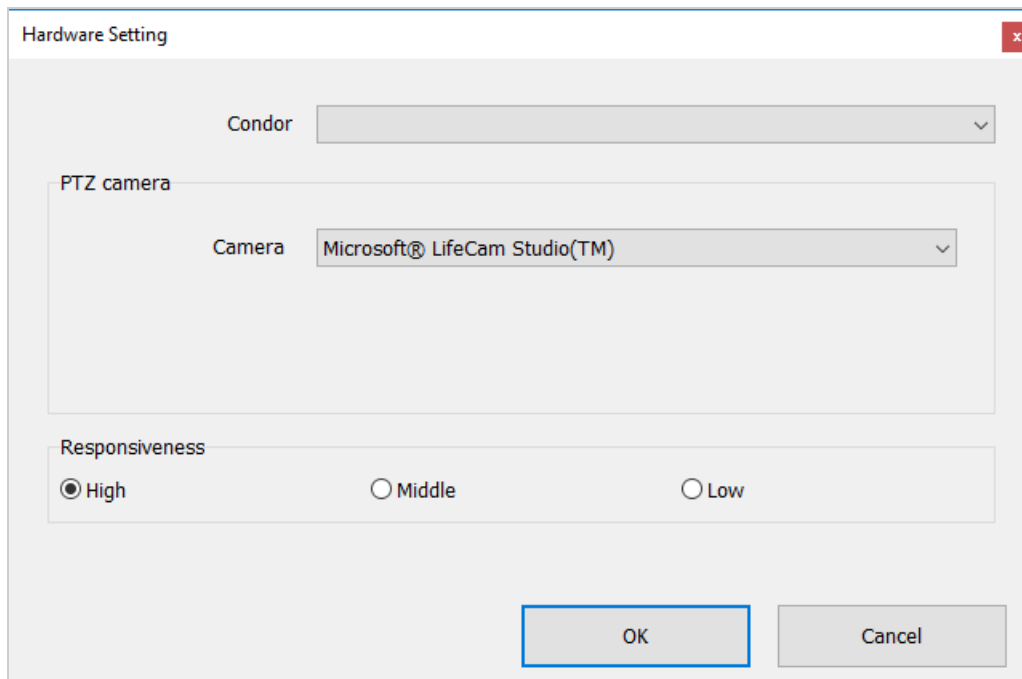 Hardware Setting
x
Condor
PTZ camera
Camera
Microsoft® LifeCam Studio(TM)
Responsiveness
High
Middle
Low
OK
Cancel